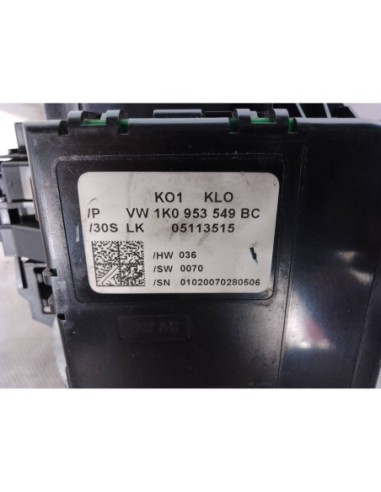 KO1 KLO
/P VW 1K0 953 549 BC
/30S LK 05113515
/HW 036
/SW 0070
/SN 01020070280506